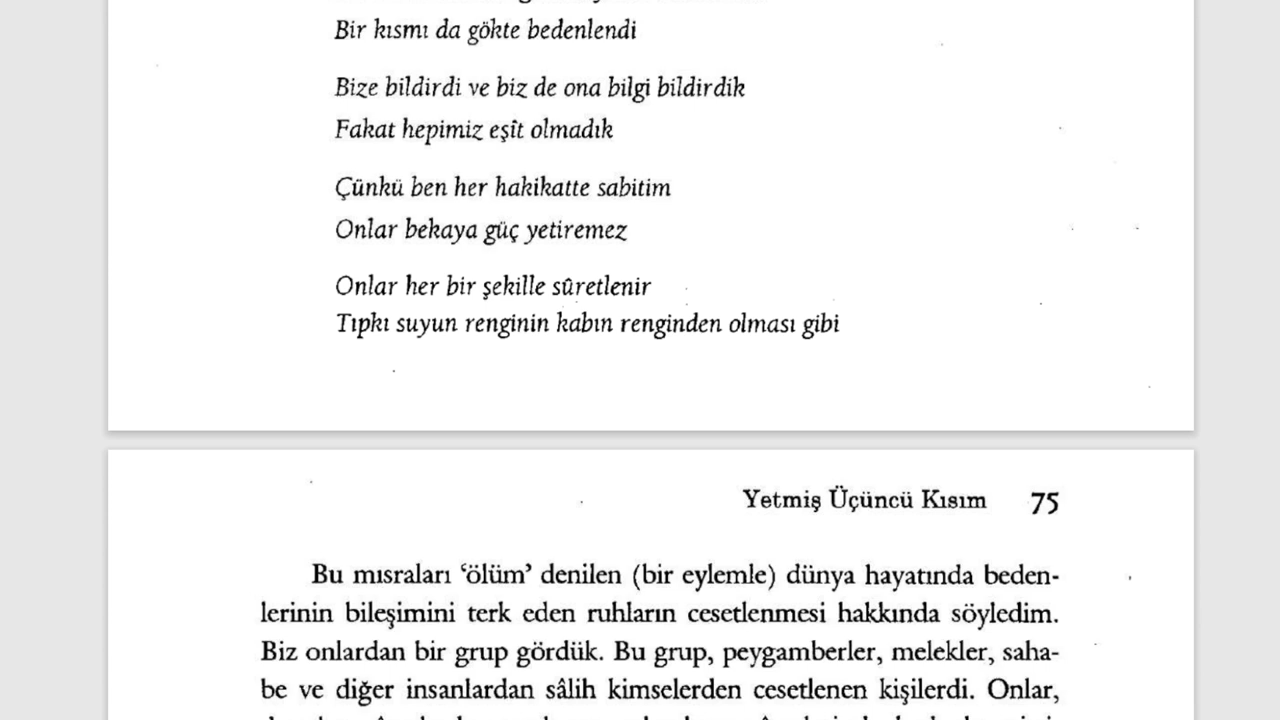 Bir kısmı da gökte bedenlendi
Bize bildirdi ve biz de ona bilgi bildirdik
Fakat hepimiz eşit olmadık
Çünkü ben her hakikatte sabitim
Onlar bekaya güç yetiremez
Onlar her bir şekille sûretlenir
Tıpkı suyun renginin kabın renginden olması gibi
Yetmiş Üçüncü Kısım 75
Bu mısraları ‘ölüm’ denilen (bir eylemle) dünya hayatında beden-
lerinin bileşimini terk eden ruhların cesetlenmesi hakkında söyledim.
Biz onlardan bir grup gördük. Bu grup, peygamberler, melekler, saha-
be ve diğer insanlardan sâlih kimselerden cesetlenen kişilerdi. Onlar,